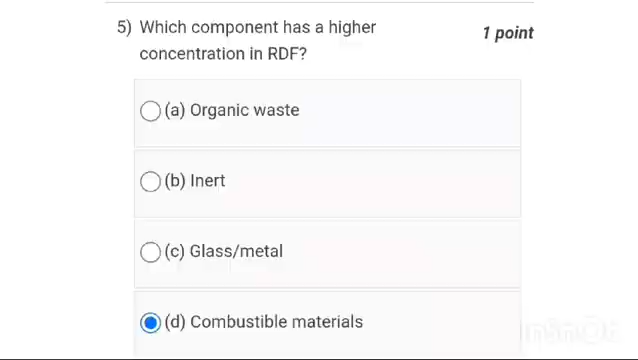 5) Which component has a higher 1 point
concentration in RDF?
(a) Organic waste
(b) Inert
(c) Glass/metal
(d) Combustible materials